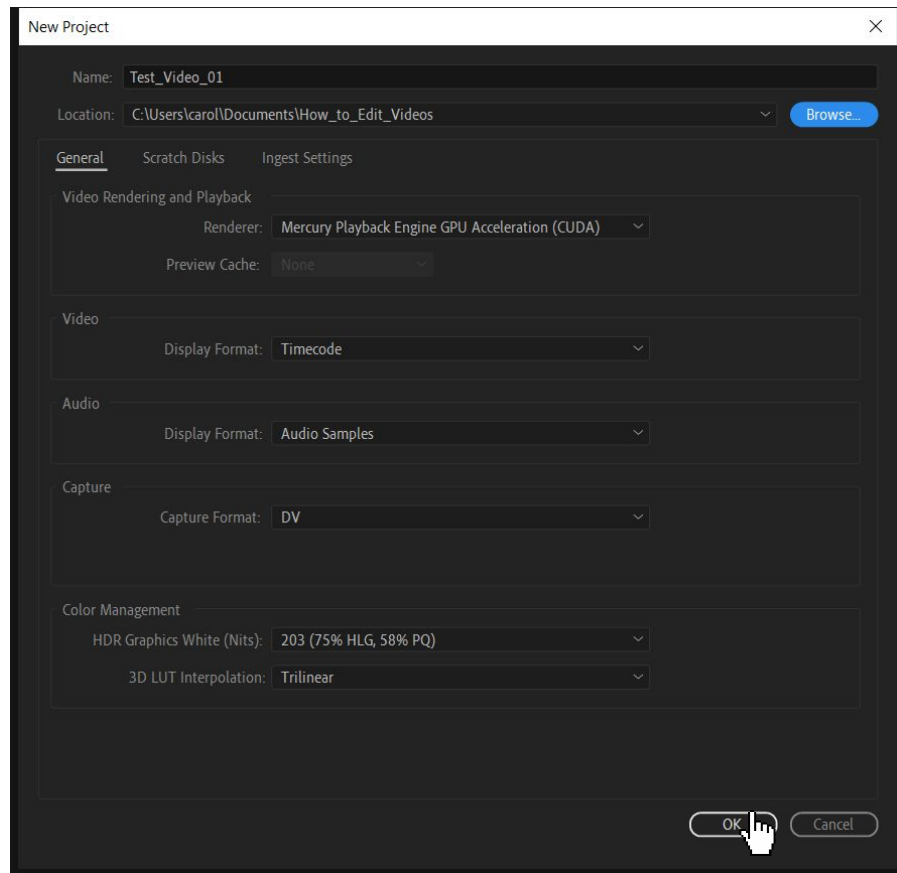 New Project
Name: Test_Video_01
Location: C:\Users\carol\Documents\How_to_Edit_Videos Browse...
General Scratch Disks Ingest Settings
Video Rendering and Playback
Renderer: Mercury Playback Engine GPU Acceleration (CUDA)
Preview Cache: None
Video
Display Format: Timecode
Audio
Display Format: Audio Samples
Capture
Capture Format: DV
Color Management
HDR Graphics White (Nits): 203 (75% HLG, 58% PQ)
3D LUT Interpolation: Trilinear
OK Cancel